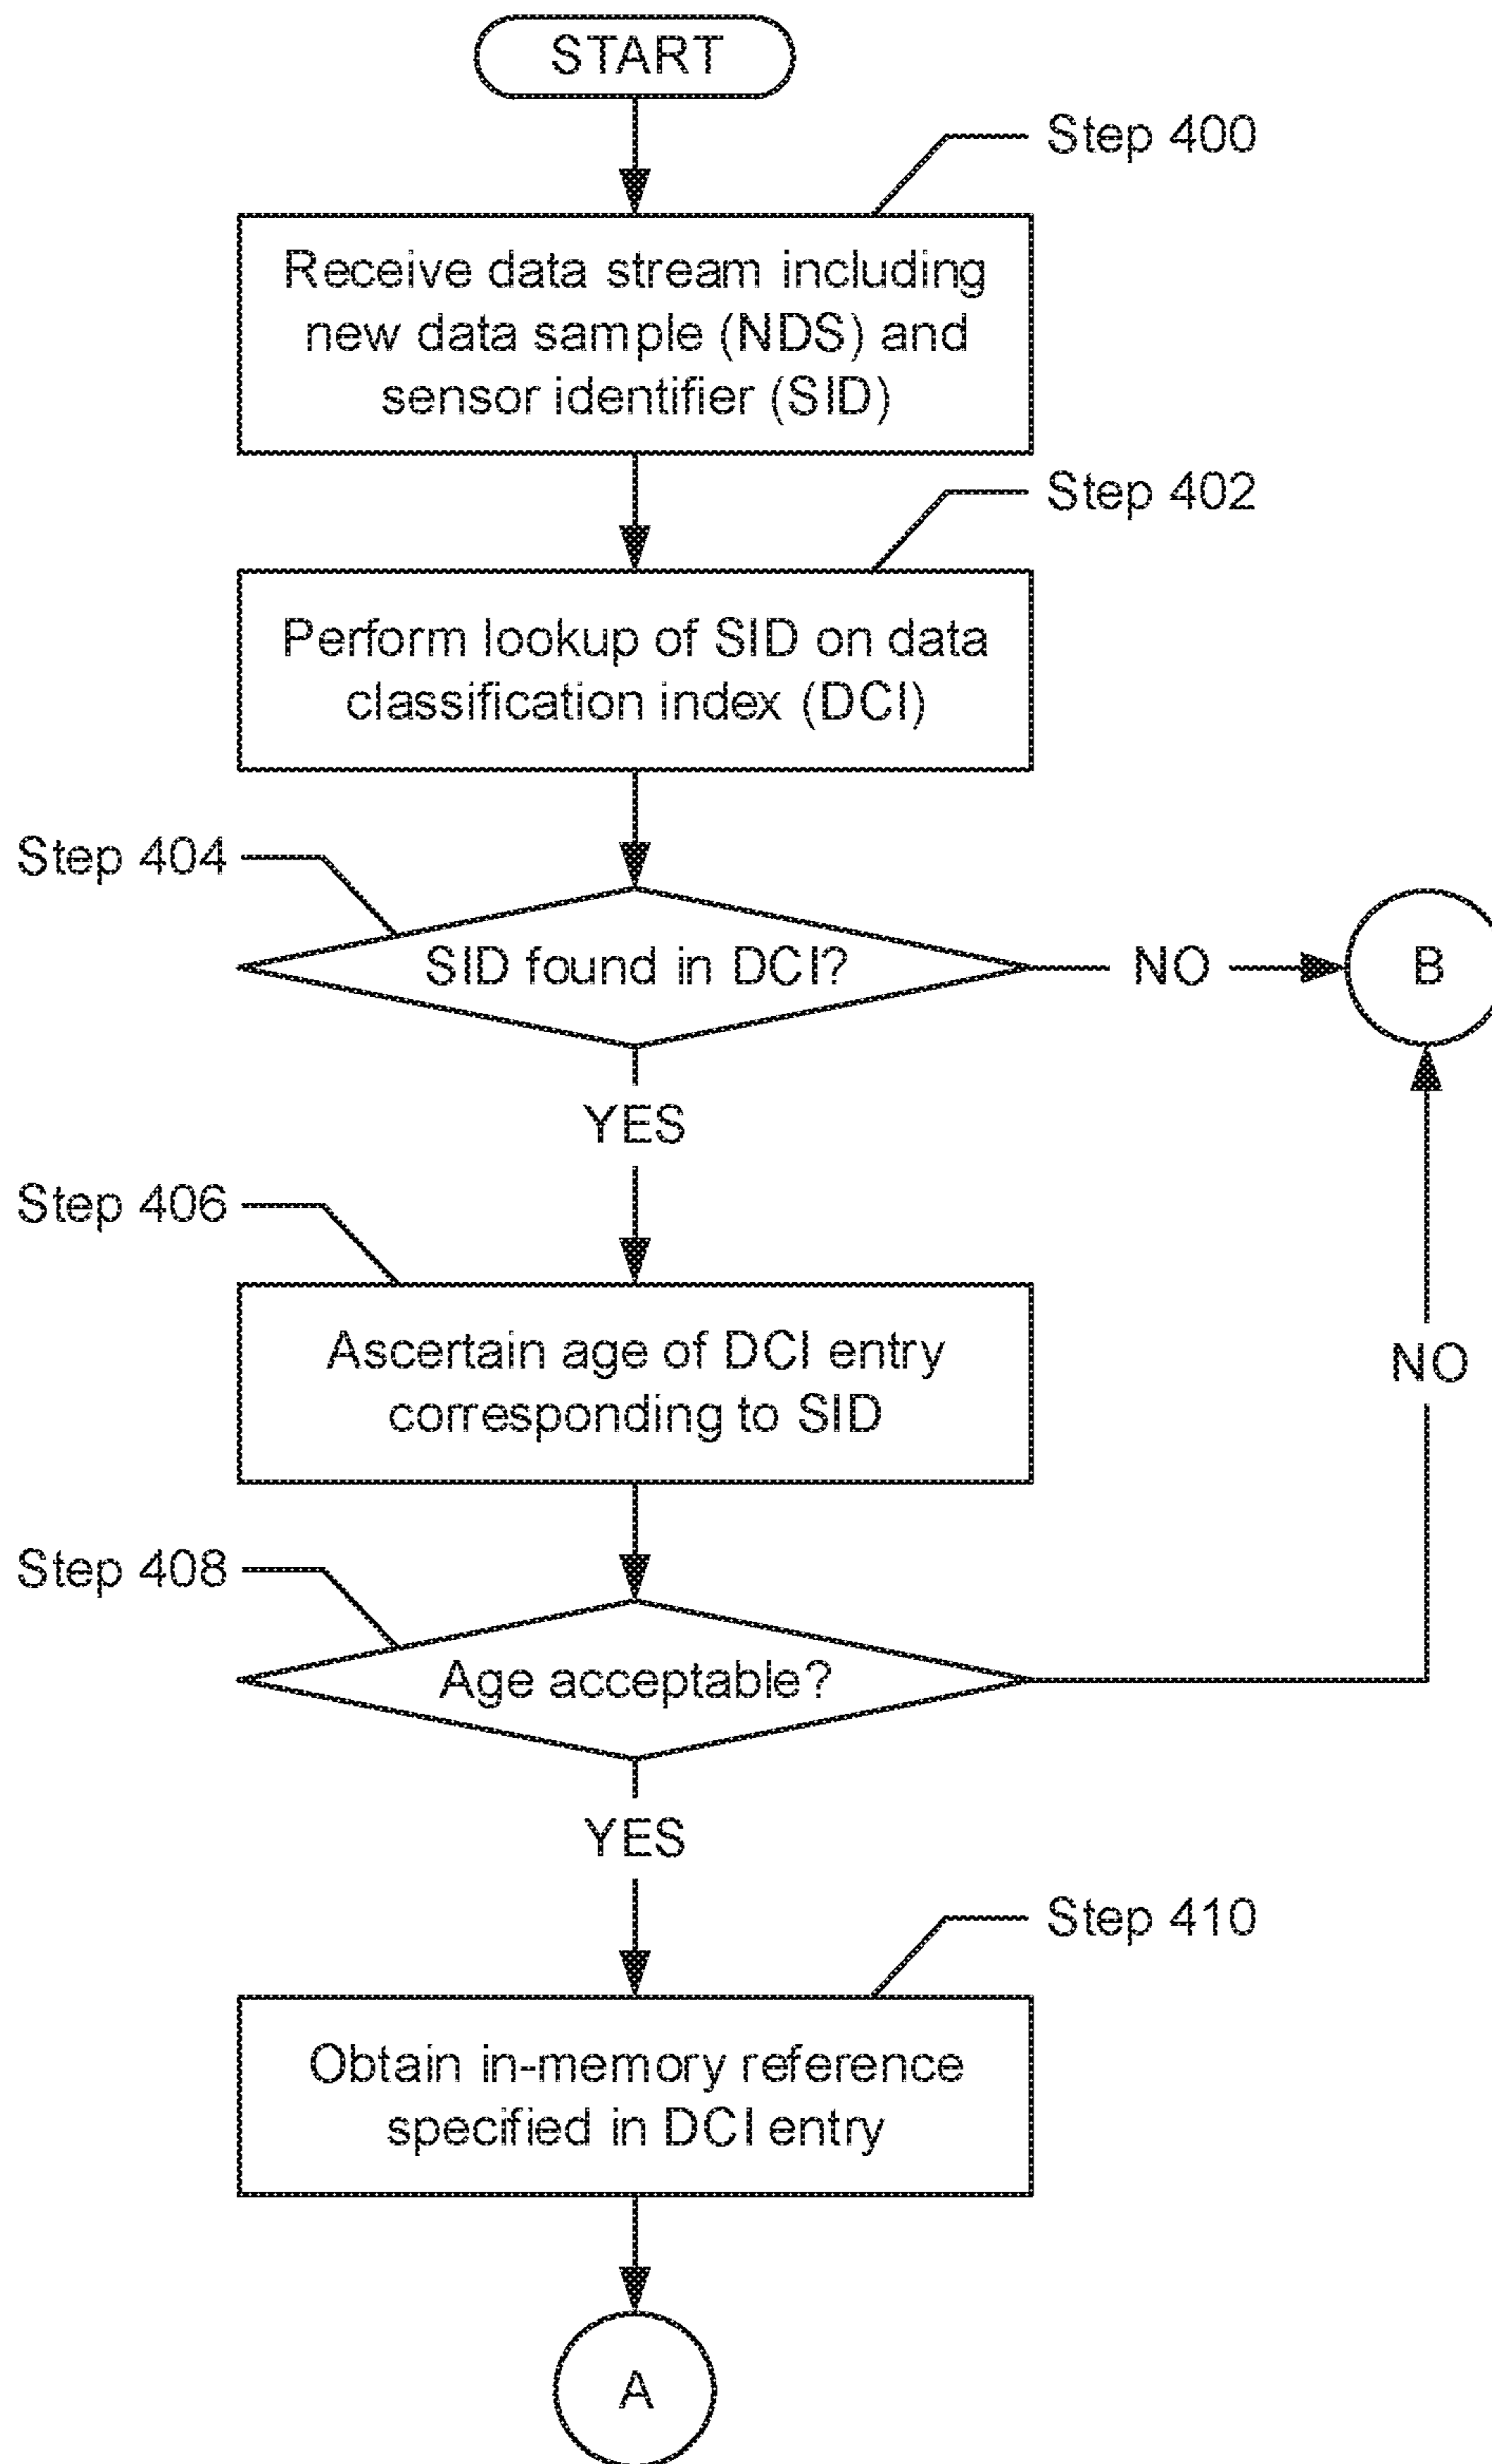 START
Step 400
Receive data stream including
new data sample (NDS) and
sensor identifier (SID)
Step 402
Perform lookup of SID on data
classification index (DCI)
Step 404
SID found in DCI?
NO
B
YES
Step 406
Ascertain age of DCI entry
corresponding to SID
NO
Step 408
Age acceptable?
YES
Step 410
Obtain in-memory reference
specified in DCI entry
A